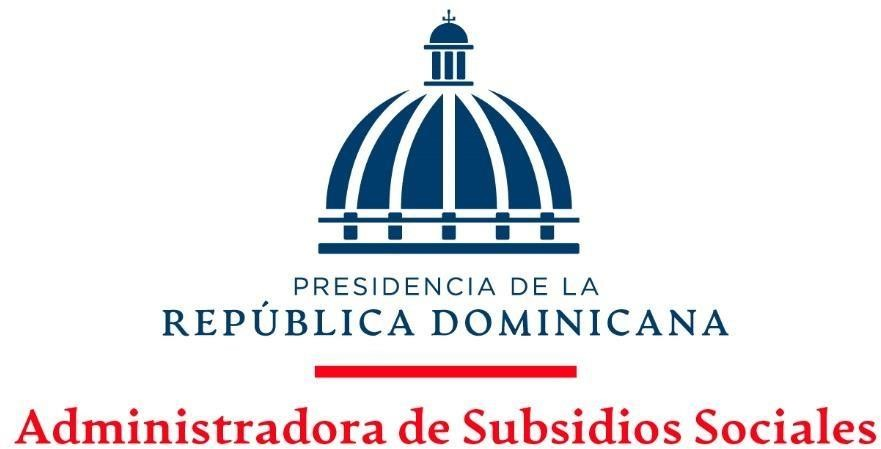 PRESIDENCIA DE LA
REPÚBLICA DOMINICANA
Administradora de Subsidios Sociales